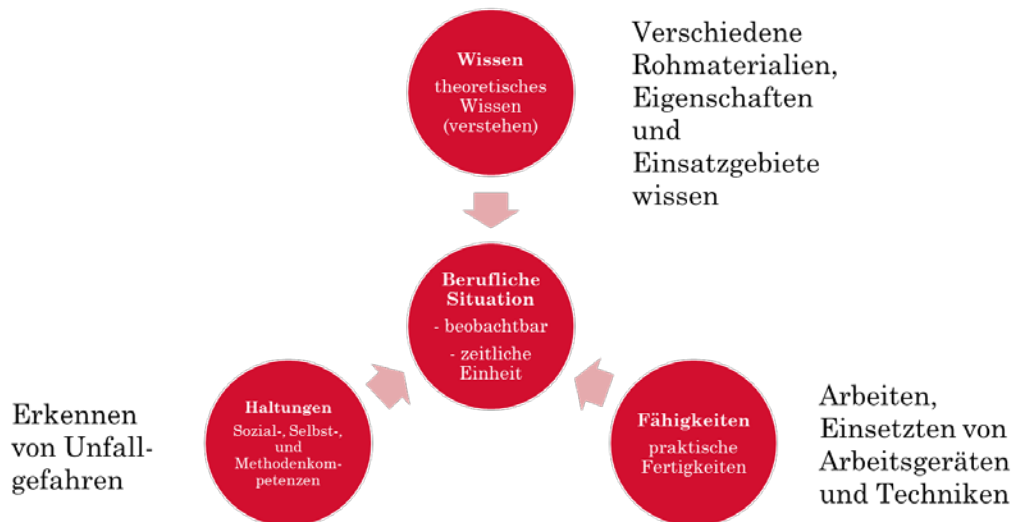 Wissen
theoretisches
Wissen
(verstehen)
Verschiedene
Rohmaterialien,
Eigenschaften
und
Einsatzgebiete
wissen
Berufliche
Situation
- beobachtbar
- zeitliche
Einheit
Erkennen
von Unfall-
gefahren
Haltungen
Sozial-, Selbst-,
und
Methodenkom-
petenzen
Fähigkeiten
praktische
Fertigkeiten
Arbeiten,
Einsetzten von
Arbeitsgeräten
und Techniken